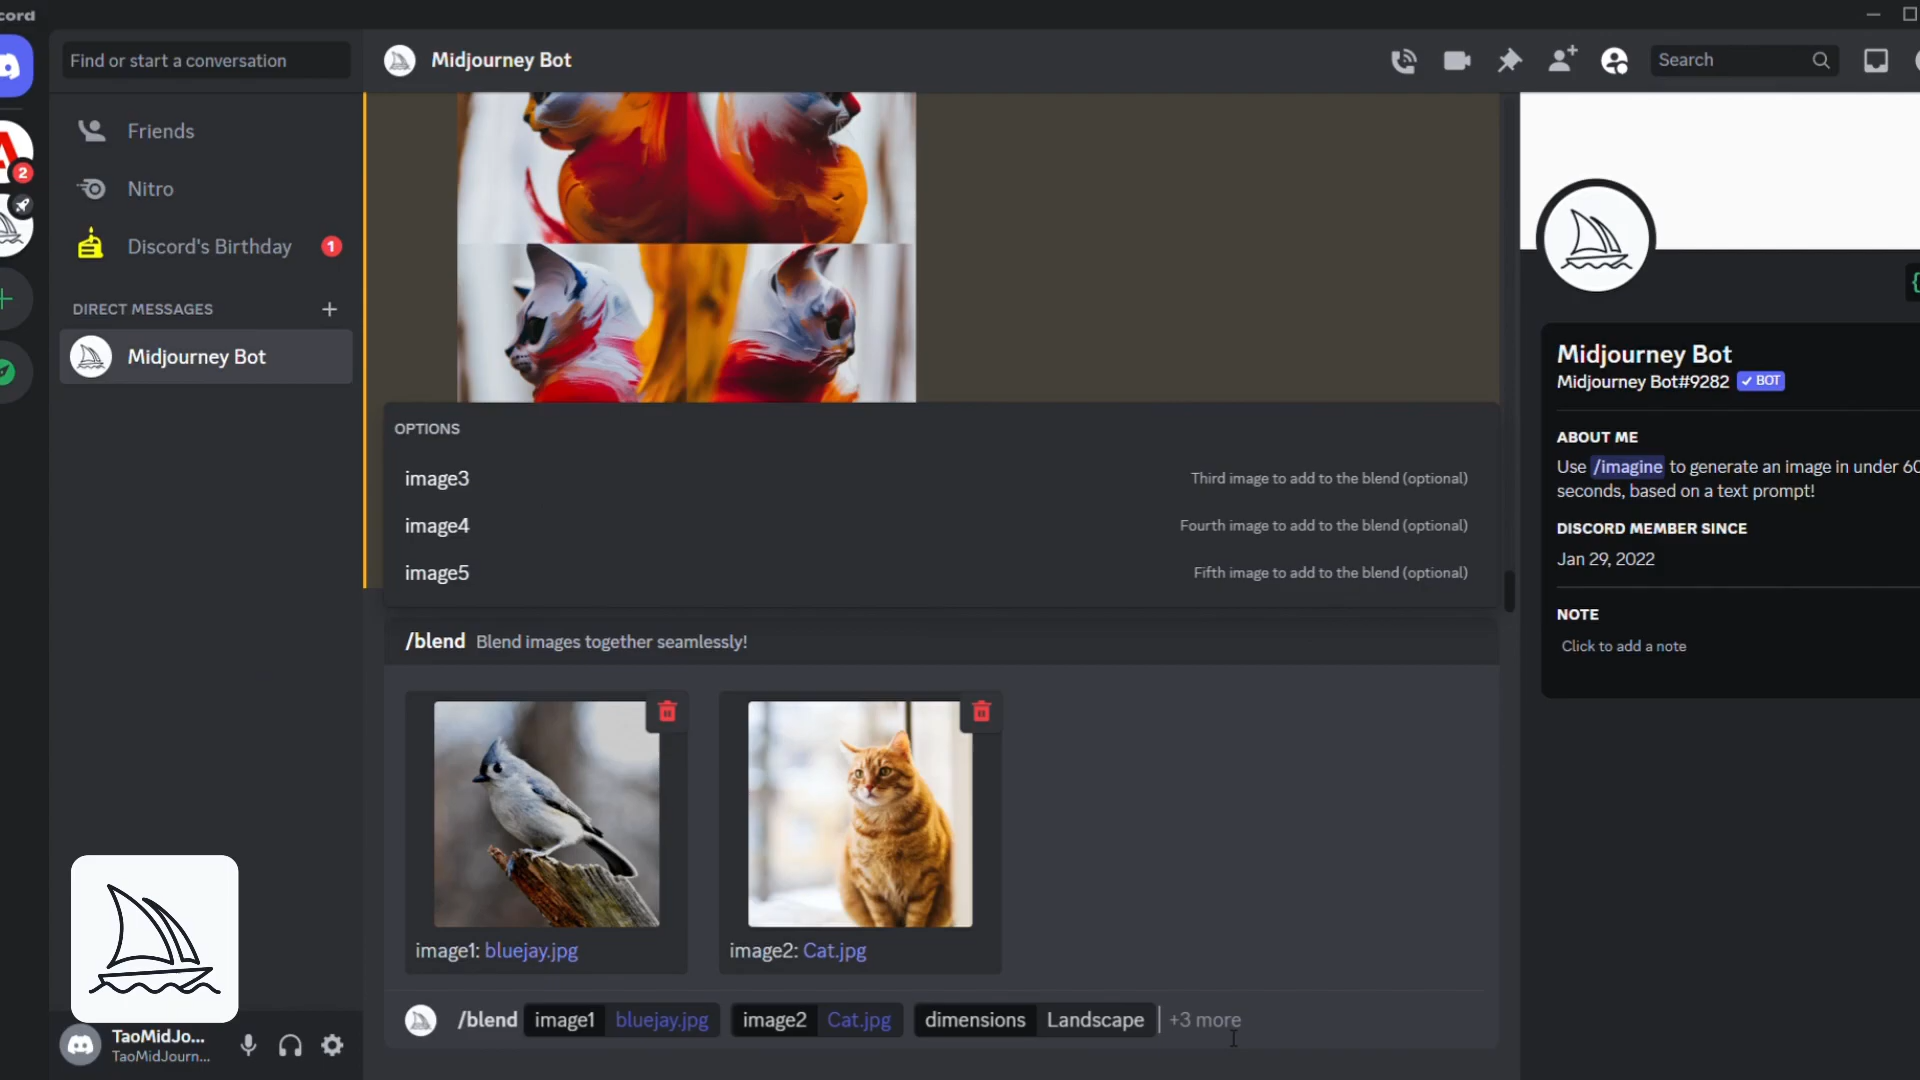 cord
Find or start a conversation
Midjourney Bot
Search
2
Friends
Nitro
Discord's Birthday
1
DIRECT MESSAGES
Midjourney Bot
OPTIONS
image3
Third image to add to the blend (optional)
image4
Fourth image to add to the blend (optional)
image5
Fifth image to add to the blend (optional)
/blend Blend images together seamlessly!
image1: bluejay.jpg
image2: Cat.jpg
/blend image1 bluejay.jpg image2 Cat.jpg dimensions Landscape +3 more
Midjourney Bot
Midjourney Bot#9282 BOT
ABOUT ME
Use /imagine to generate an image in under 60
seconds, based on a text prompt!
DISCORD MEMBER SINCE
Jan 29, 2022
NOTE
Click to add a note
TaoMidJo...
TaoMidJourn...